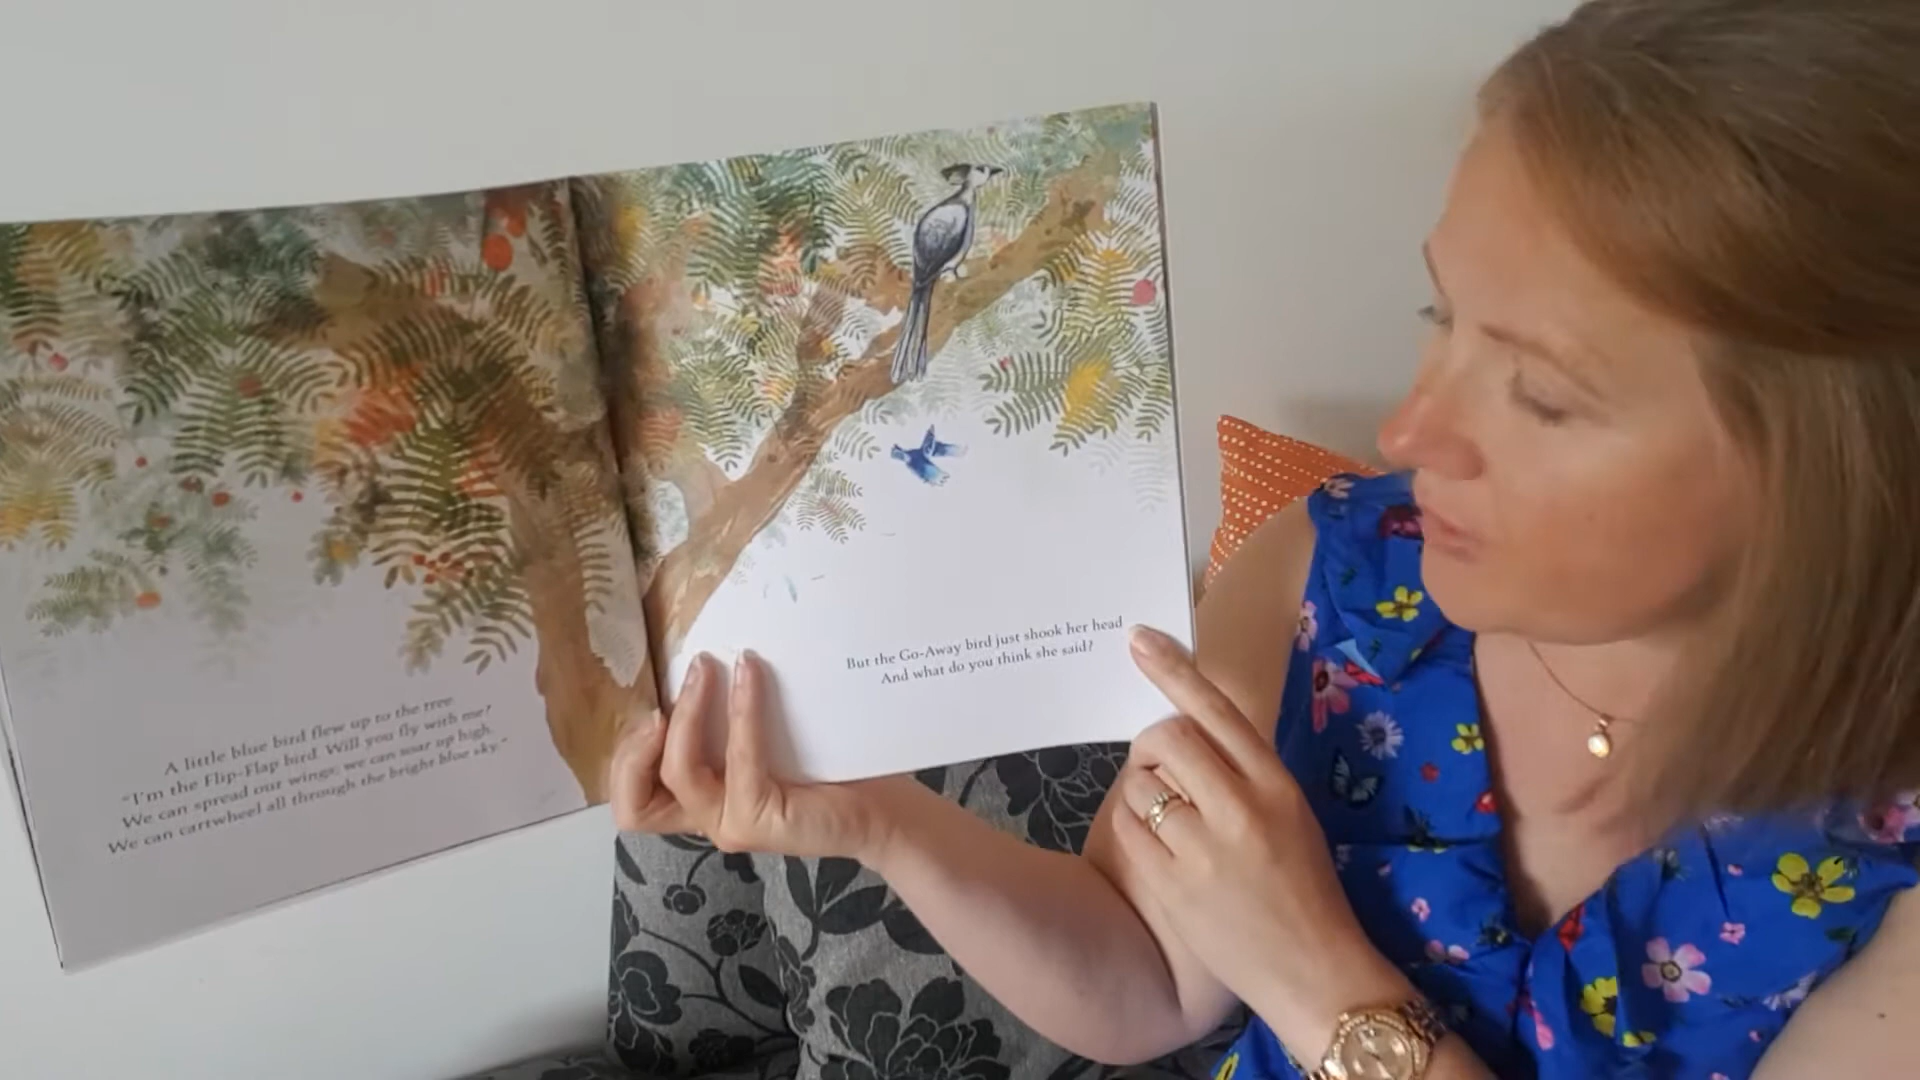 A little blue bird flew up to the tree.
"I'm the Flip-Flap bird. Will you fly with me?
We can spread our wings, we can soar up high.
We can cartwheel all through the bright blue sky."
But the Go-Away bird just shook her head
And what do you think she said?